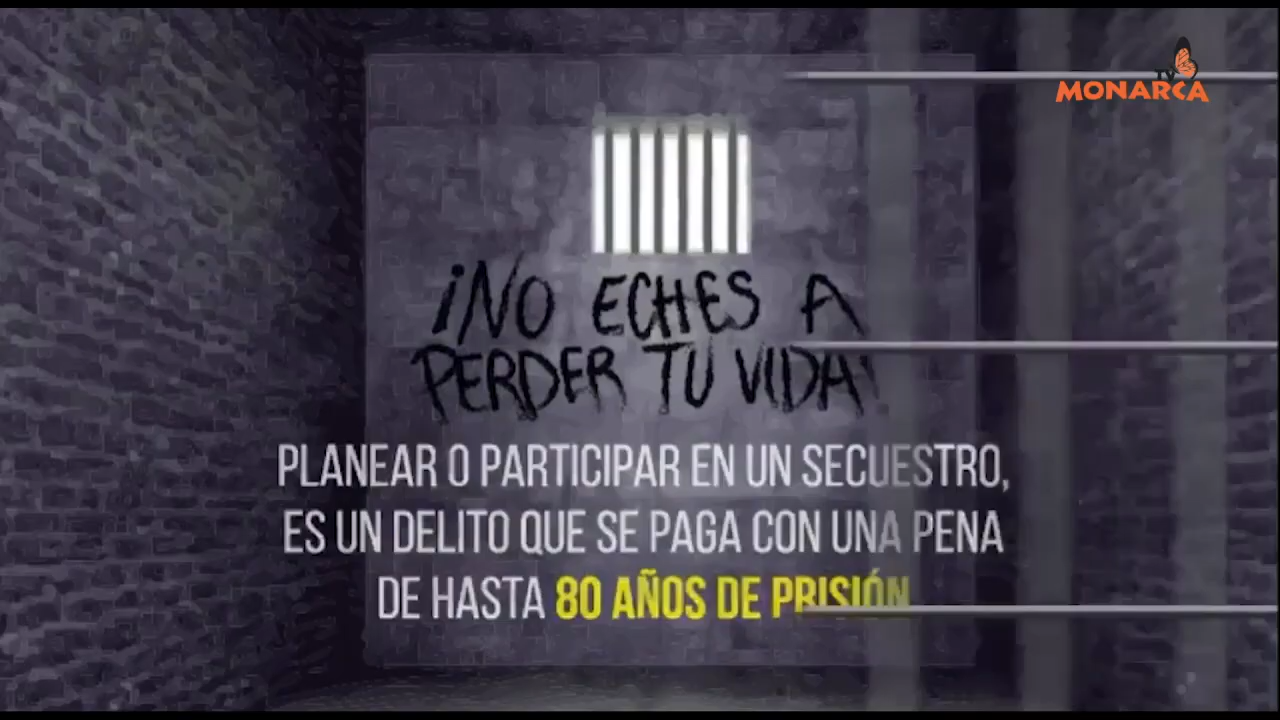 TV
MONARCA
¡NO ECHES A
PERDER TU VIDA!
PLANEAR O PARTICIPAR EN UN SECUESTRO,
ES UN DELITO QUE SE PAGA CON UNA PENA
DE HASTA 80 AÑOS DE PRISIÓN